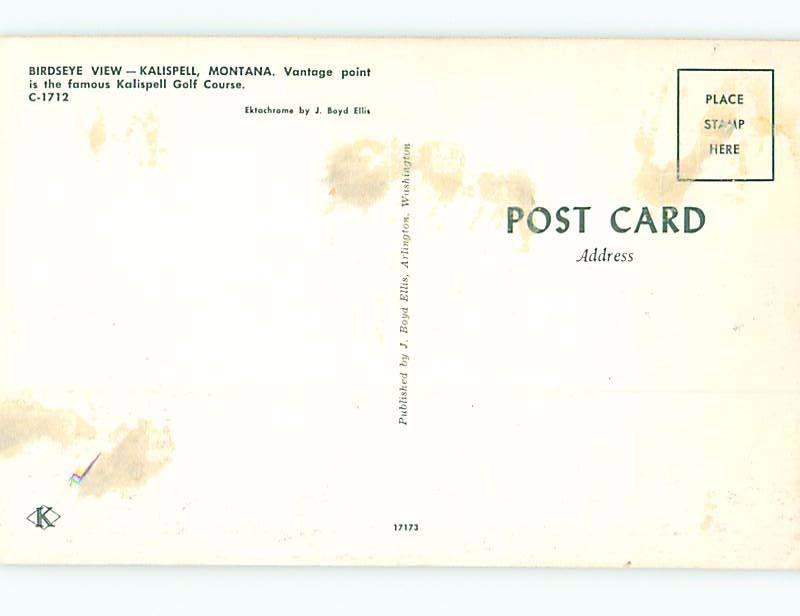 BIRDSEYE VIEW — KALISPELL, MONTANA. Vantage point
is the famous Kalispell Golf Course.
C-1712
Ektachrome by J. Boyd Ellis
Published by J. Boyd Ellis, Arlington, Washington
PLACE
STAMP
HERE
POST CARD
Address
K
17173